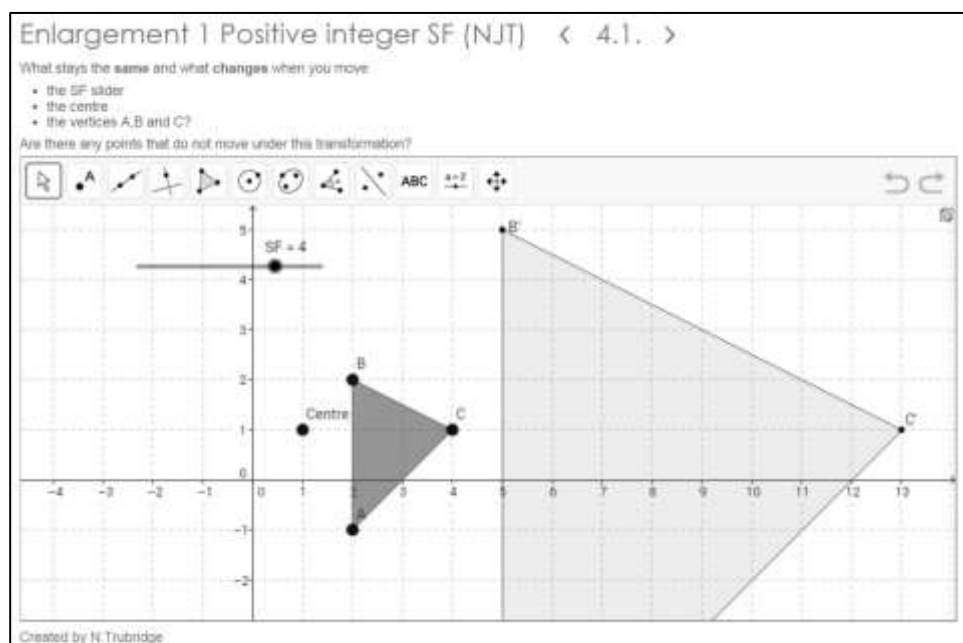 Enlargement 1 Positive integer SF (NJT) < 4.1. >
What stays the same and what changes when you move
• the SF slider
• the centre
• the vertices A,B and C?
Are there any points that do not move under this transformation?
A ABC a=2
SF = 4
B'
B
Centre
C
C'
A
5
4
3
2
1
0
-1
-2
-4 -3 -2 -1 0 1 2 3 4 5 6 7 8 9 10 11 12 13
Created by N.Trubridge